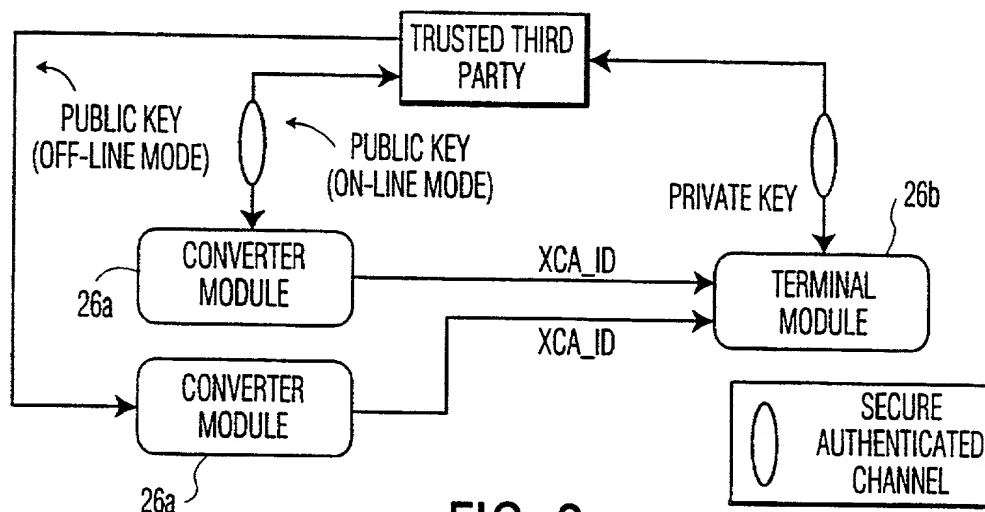 TRUSTED THIRD
PARTY
PUBLIC KEY
(OFF-LINE MODE)
PUBLIC KEY
(ON-LINE MODE)
PRIVATE KEY
26b
CONVERTER
MODULE
26a
XCA_ID
TERMINAL
MODULE
XCA_ID
CONVERTER
MODULE
26a
SECURE
AUTHENTICATED
CHANNEL